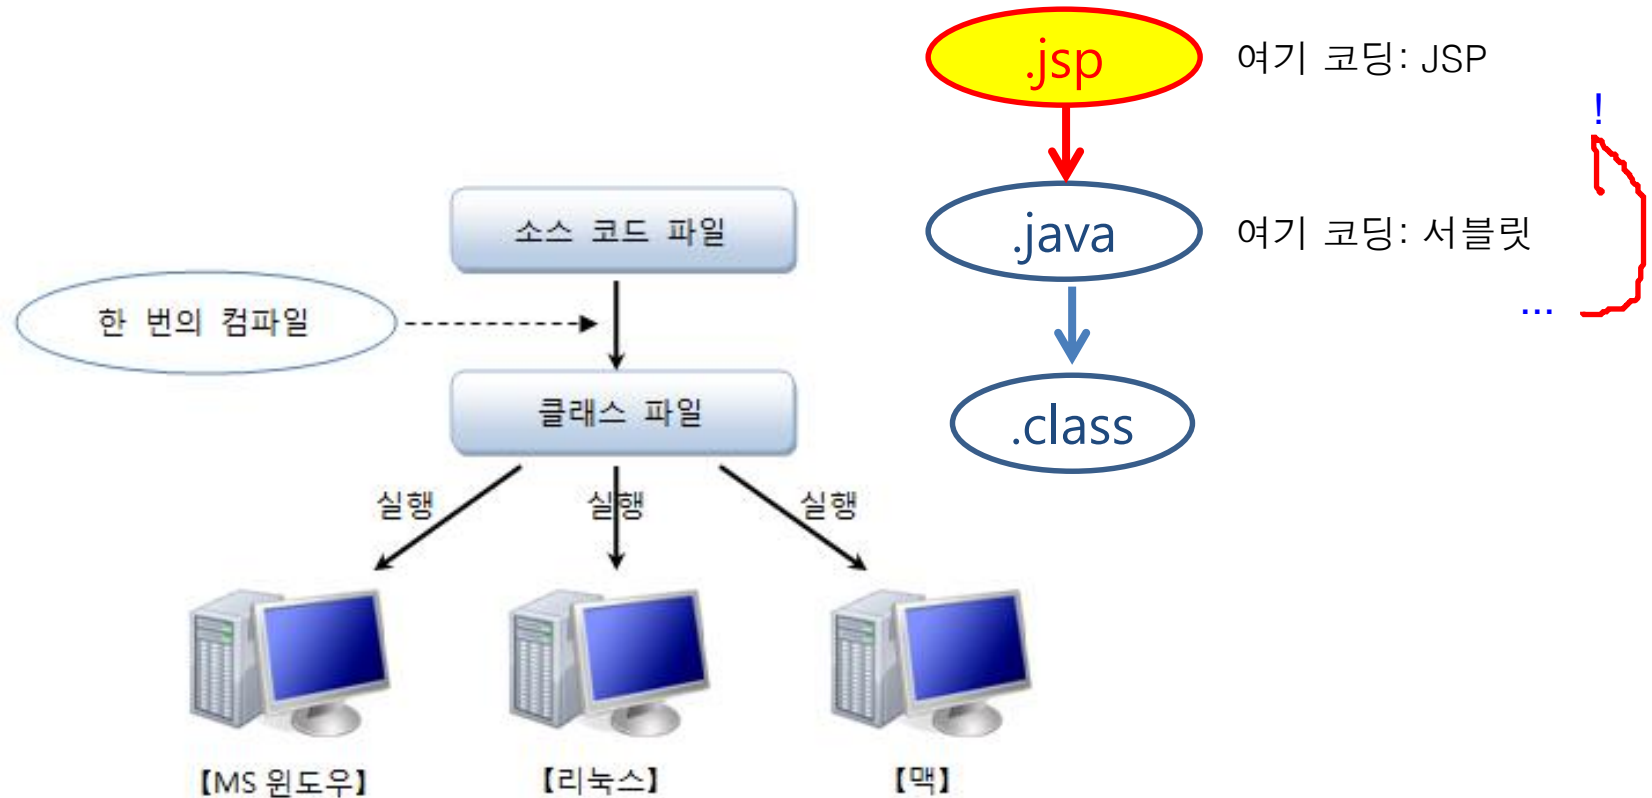 .jsp
여기 코딩: JSP
!
소스 코드 파일
.java
여기 코딩: 서블릿
한 번의 컴파일
...
클래스 파일
.class
실행
실행
실행
【MS 윈도우】
【리눅스】
【맥】